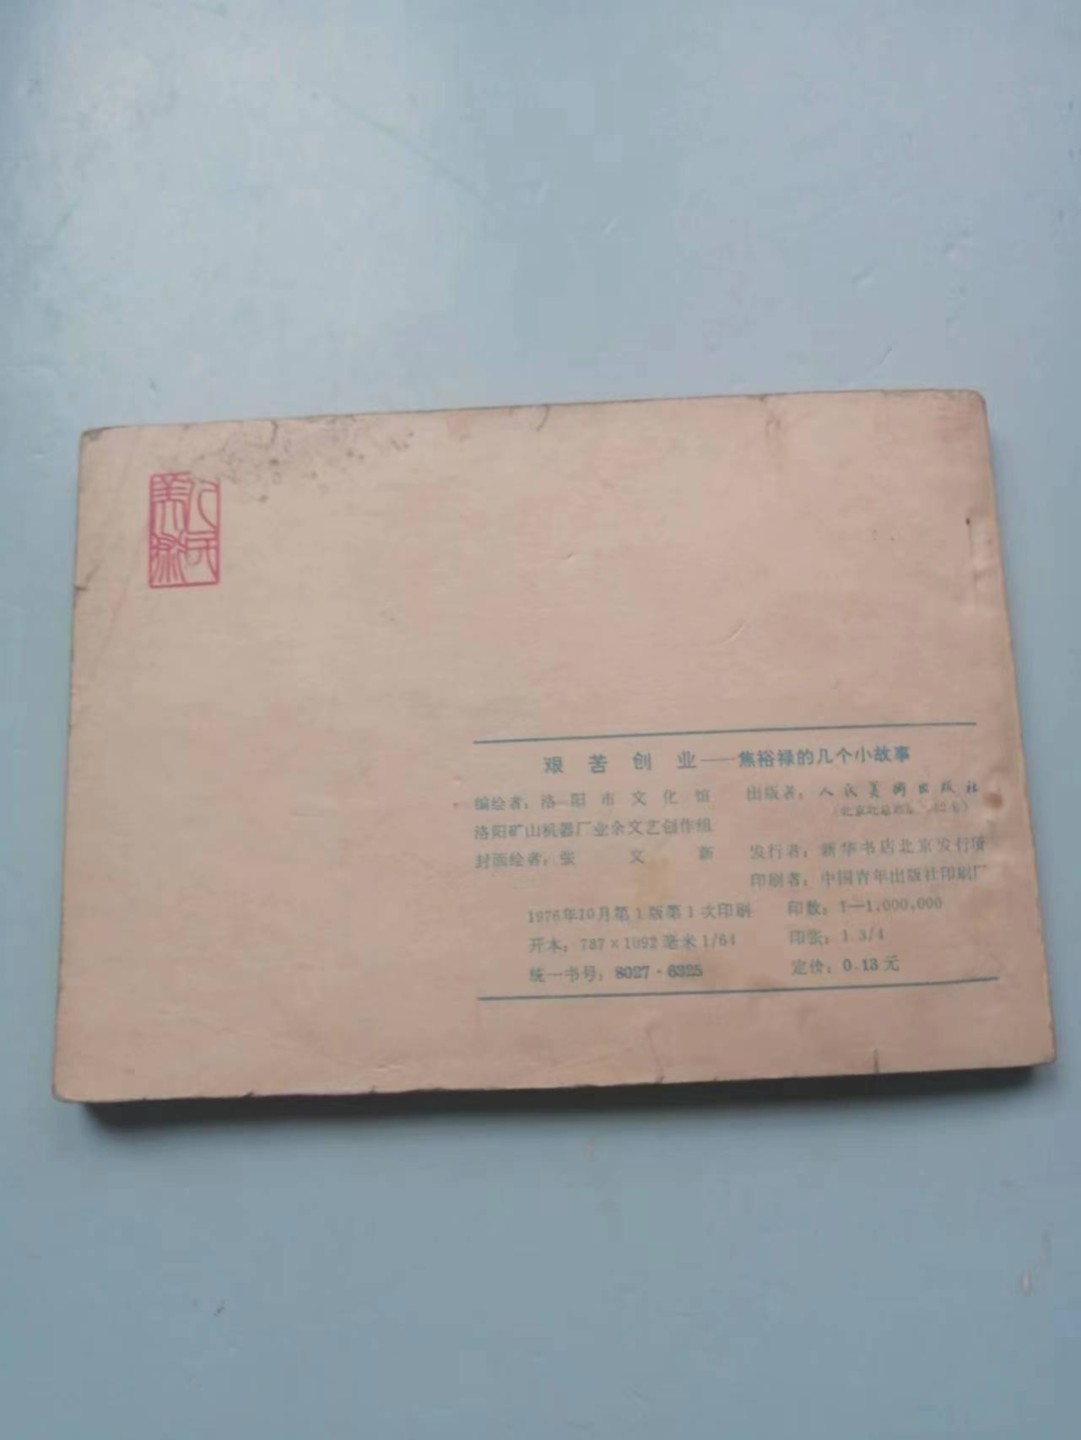 人民美术
艰苦创业——焦裕禄的几个小故事
编绘者：洛阳市文化馆
洛阳矿山机器厂业余文艺创作组
封面绘者：张文新
出版者：人民美术出版社
发行者：新华书店北京发行所
印刷者：中国青年出版社印刷厂
1976年10月第1版第1次印刷 印数：1—1,000,000
开本：787×1092毫米1/64 印张：1 3/4
统一书号：8027·6325 定价：0.13元